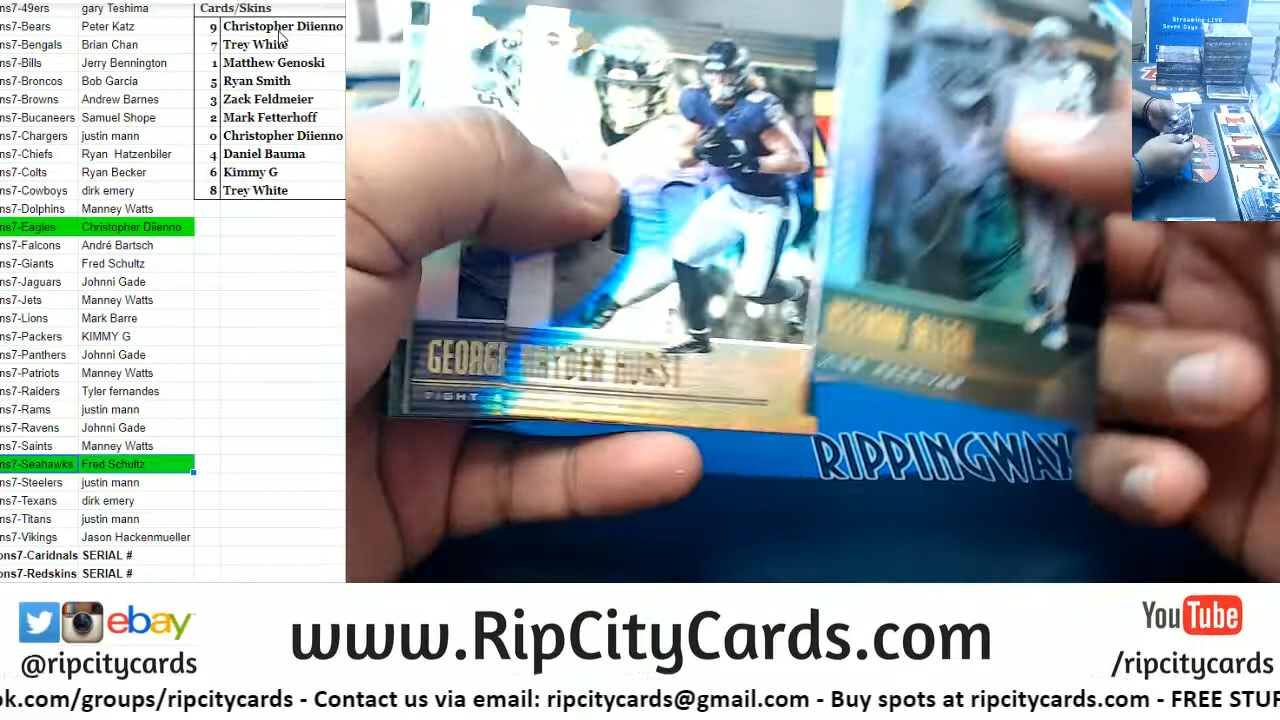 ns7-49ers gary Teshima
ns7-Bears Peter Katz
ns7-Bengals Brian Chan
ns7-Bills Jerry Bennington
ns7-Broncos Bob Garcia
ns7-Browns Andrew Barnes
ns7-Bucaneers Samuel Shope
ns7-Chargers justin mann
ns7-Chiefs Ryan Hatzenbiler
ns7-Colts Ryan Becker
ns7-Cowboys dirk emery
ns7-Dolphins Manney Watts
ns7-Eagles Christopher Diienno
ns7-Falcons André Bartsch
ns7-Giants Fred Schultz
ns7-Jaguars Johnni Gade
ns7-Jets Manney Watts
ns7-Lions Mark Barre
ns7-Packers KIMMY G
ns7-Panthers Johnni Gade
ns7-Patriots Manney Watts
ns7-Raiders Tyler fernandes
ns7-Rams justin mann
ns7-Ravens Johnni Gade
ns7-Saints Manney Watts
ns7-Seahawks Fred Schultz
ns7-Steelers justin mann
ns7-Texans dirk emery
ns7-Titans justin mann
ns7-Vikings Jason Hackenmueller
ons7-Caridnals SERIAL #
ons7-Redskins SERIAL #
Cards/Skins
9 Christopher Diienno
7 Trey White
1 Matthew Genoski
5 Ryan Smith
3 Zack Feldmeier
2 Mark Fetterhoff
0 Christopher Diienno
4 Daniel Bauma
6 Kimmy G
8 Trey White
GEORGE HAYDEN HURST
TIGHT
RIPPINGWAX
Streaming LIVE
Seven Days
ebay
@ripcitycards
www.RipCityCards.com
YouTube
/ripcitycards
ok.com/groups/ripcitycards - Contact us via email: ripcitycards@gmail.com - Buy spots at ripcitycards.com - FREE STUF